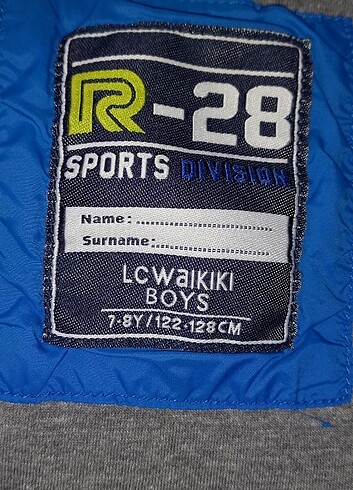 R-28
SPORTS DIVISION
Name:..............................
Surname:.........................
LCWAIKIKI
BOYS
7-8Y/122-128CM